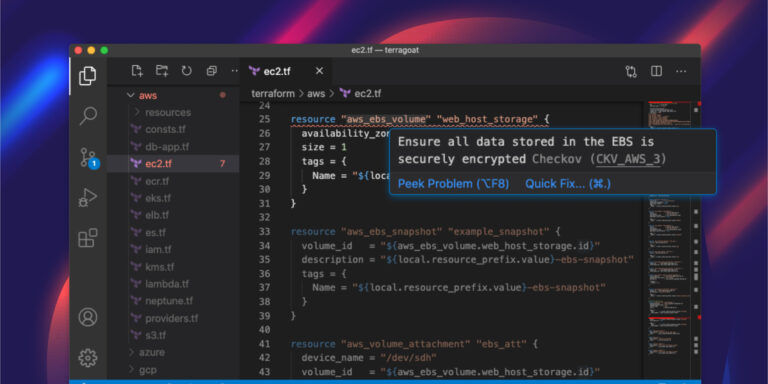 ec2.tf — terragoat
ec2.tf
terraform > aws > ec2.tf
aws
resources
consts.tf
db-app.tf
ec2.tf 7
ecr.tf
eks.tf
elb.tf
es.tf
iam.tf
kms.tf
lambda.tf
neptune.tf
providers.tf
s3.tf
azure
gcp
1
24
25 resource "aws_ebs_volume" "web_host_storage" {
26 availability_zon
27 size = 1
28 tags = {
29 Name = "${local.
30 }
31 }
32
33 resource "aws_ebs_snapshot" "example_snapshot" {
34 volume_id = "${aws_ebs_volume.web_host_storage.id}"
35 description = "${local.resource_prefix.value}-ebs-snapshot"
36 tags = {
37 Name = "${local.resource_prefix.value}-ebs-snapshot"
38 }
39 }
40
41 resource "aws_volume_attachment" "ebs_att" {
42 device_name = "/dev/sdh"
43 volume_id = "${aws_ebs_volume.web_host_storage.id}"
Ensure all data stored in the EBS is
securely encrypted Checkov (CKV_AWS_3)
Peek Problem (⌥F8) Quick Fix... (⌘.)